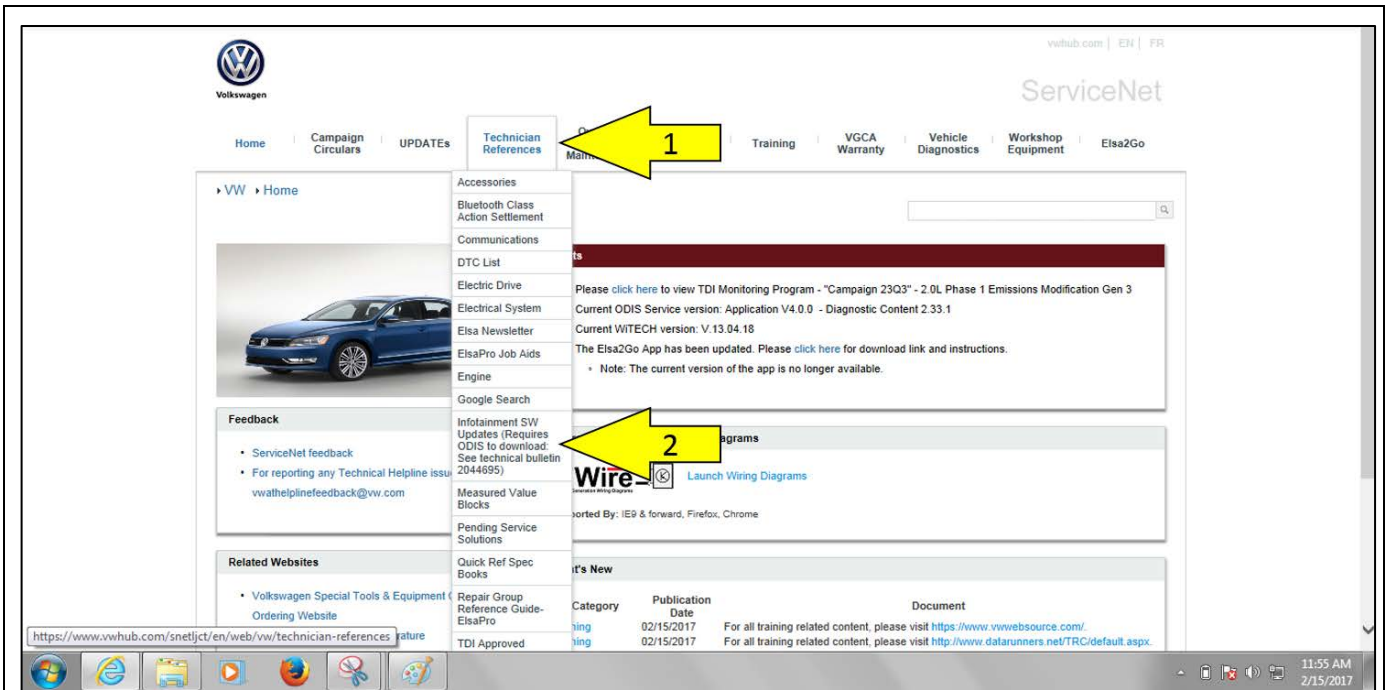 vwhub.com | EN | FR
Volkswagen
ServiceNet
Home
Campaign
Circulars
UPDATEs
Technician
References
1
Training
VGCA
Warranty
Vehicle
Diagnostics
Workshop
Equipment
Elsa2Go
VW Home
Accessories
Bluetooth Class
Action Settlement
Communications
DTC List
Electric Drive
Electrical System
Elsa Newsletter
ElsaPro Job Aids
Engine
Google Search
Infotainment SW
Updates (Requires
ODIS to download:
See technical bulletin
2044695)
Measured Value
Blocks
Pending Service
Solutions
Quick Ref Spec
Books
Repair Group
Reference Guide-
ElsaPro
TDI Approved
2
Please click here to view TDI Monitoring Program - "Campaign 23Q3" - 2.0L Phase 1 Emissions Modification Gen 3
Current ODIS Service version: Application V4.0.0 - Diagnostic Content 2.33.1
Current WiTECH version: V.13.04.18
The Elsa2Go App has been updated. Please click here for download link and instructions.
Note: The current version of the app is no longer available.
Feedback
ServiceNet feedback
For reporting any Technical Helpline
vwathelplinefeedback@vw.com
Wire
K
Launch Wiring Diagrams
By: IE9 & forward, Firefox, Chrome
Related Websites
Volkswagen Special Tools & Equipment
Ordering Website
New
Category
Publication
Date
Document
02/15/2017 For all training related content, please visit https://www.vwwebsource.com/.
02/15/2017 For all training related content, please visit http://www.datarunners.net/TRC/default.aspx.
https://www.vwhub.com/snetljct/en/web/vw/technician-references
11:55 AM
2/15/2017